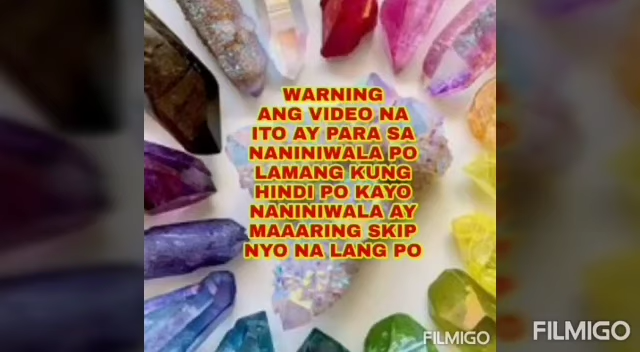 WARNING
ANG VIDEO NA
ITO AY PARA SA
NANINIWALA PO
LAMANG KUNG
HINDI PO KAYO
NANINIWALA AY
MAAARING SKIP
NYO NA LANG PO
FILMIGO
FILMIGO